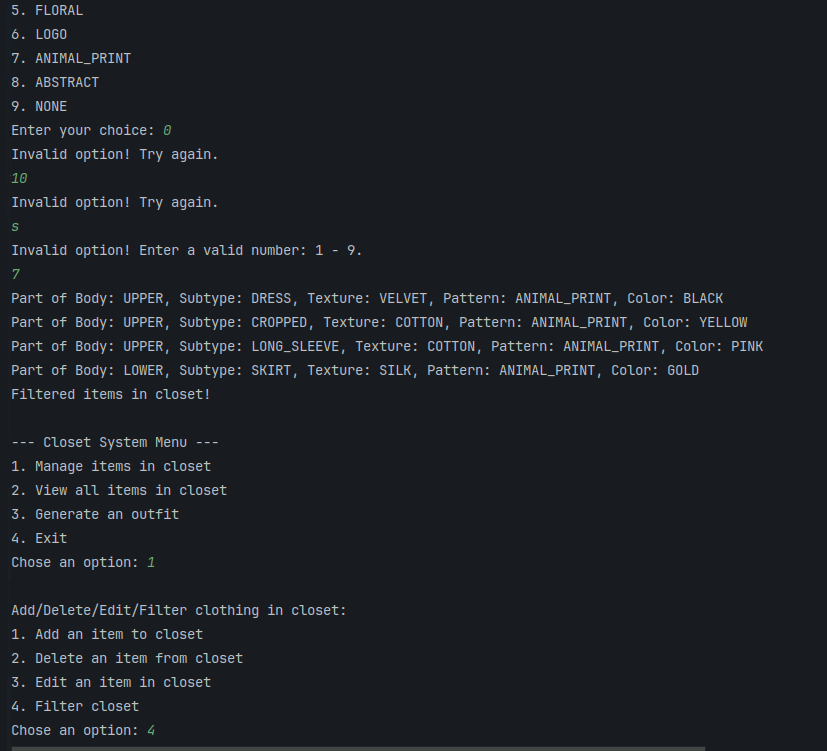 5. FLORAL
6. LOGO
7. ANIMAL_PRINT
8. ABSTRACT
9. NONE
Enter your choice: 0
Invalid option! Try again.
10
Invalid option! Try again.
s
Invalid option! Enter a valid number: 1 - 9.
7
Part of Body: UPPER, Subtype: DRESS, Texture: VELVET, Pattern: ANIMAL_PRINT, Color: BLACK
Part of Body: UPPER, Subtype: CROPPED, Texture: COTTON, Pattern: ANIMAL_PRINT, Color: YELLOW
Part of Body: UPPER, Subtype: LONG_SLEEVE, Texture: COTTON, Pattern: ANIMAL_PRINT, Color: PINK
Part of Body: LOWER, Subtype: SKIRT, Texture: SILK, Pattern: ANIMAL_PRINT, Color: GOLD
Filtered items in closet!

--- Closet System Menu ---
1. Manage items in closet
2. View all items in closet
3. Generate an outfit
4. Exit
Chose an option: 1

Add/Delete/Edit/Filter clothing in closet:
1. Add an item to closet
2. Delete an item from closet
3. Edit an item in closet
4. Filter closet
Chose an option: 4